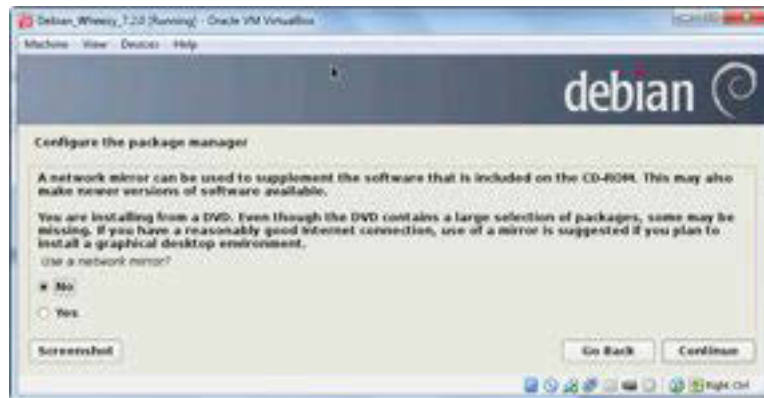 Debian_Wheezy_7.2.0 [Running] - Oracle VM VirtualBox
Machine View Devices Help
debian
Configure the package manager
A network mirror can be used to supplement the software that is included on the CD-ROM. This may also
make newer versions of software available.
You are installing from a DVD. Even though the DVD contains a large selection of packages, some may be
missing. If you have a reasonably good Internet connection, use of a mirror is suggested if you plan to
install a graphical desktop environment.
Use a network mirror?
No
Yes
Screenshot
Go Back
Continue
Right Ctrl